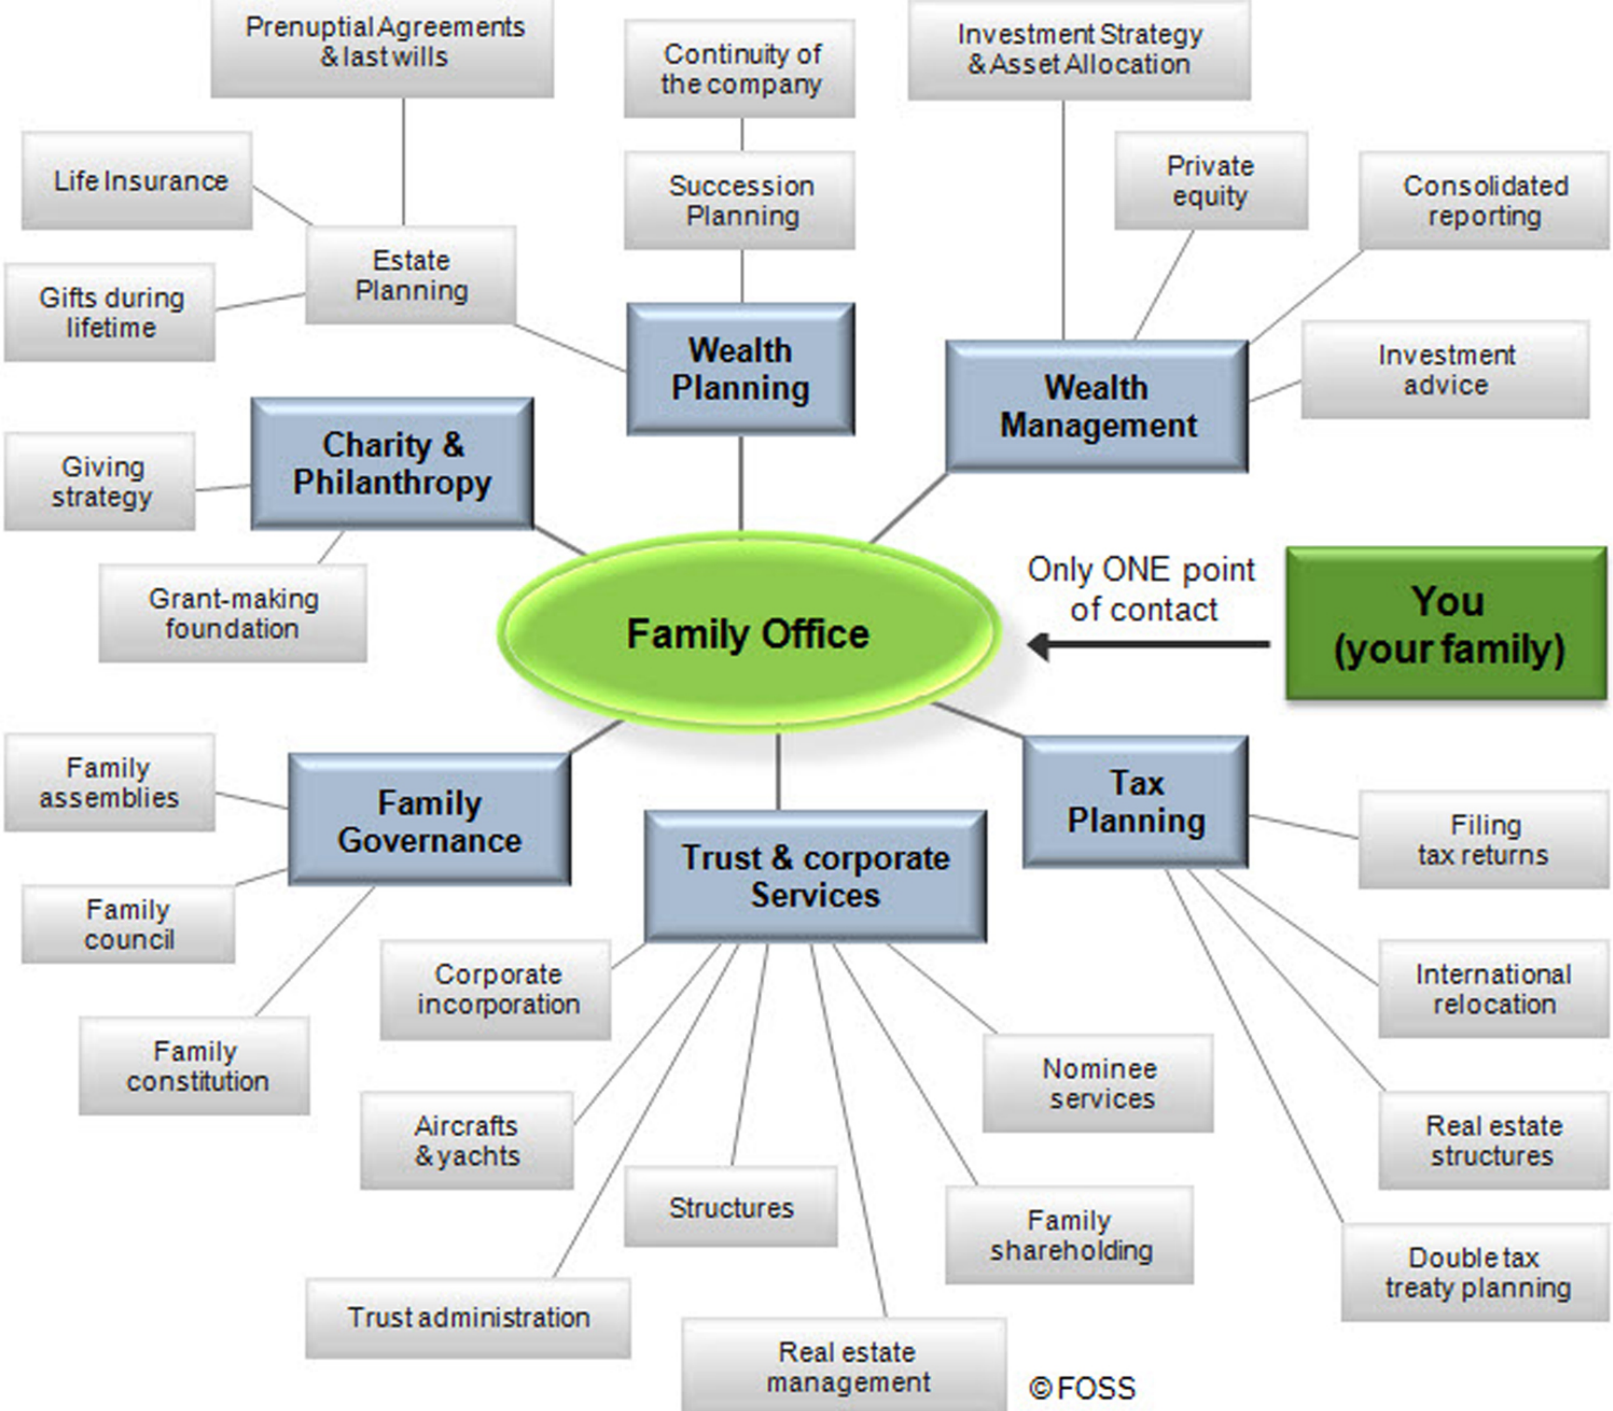 Prenuptial Agreements
& last wills
Continuity of
the company
Investment Strategy
& Asset Allocation
Life Insurance
Succession
Planning
Private
equity
Consolidated
reporting
Estate
Planning
Gifts during
lifetime
Wealth
Planning
Wealth
Management
Investment
advice
Charity &
Philanthropy
Giving
strategy
Grant-making
foundation
Family Office
Only ONE point
of contact
You
(your family)
Family
assemblies
Family
Governance
Trust & corporate
Services
Tax
Planning
Filing
tax returns
Family
council
Corporate
incorporation
International
relocation
Family
constitution
Nominee
services
Aircrafts
& yachts
Real estate
structures
Structures
Family
shareholding
Double tax
treaty planning
Trust administration
Real estate
management
© FOSS